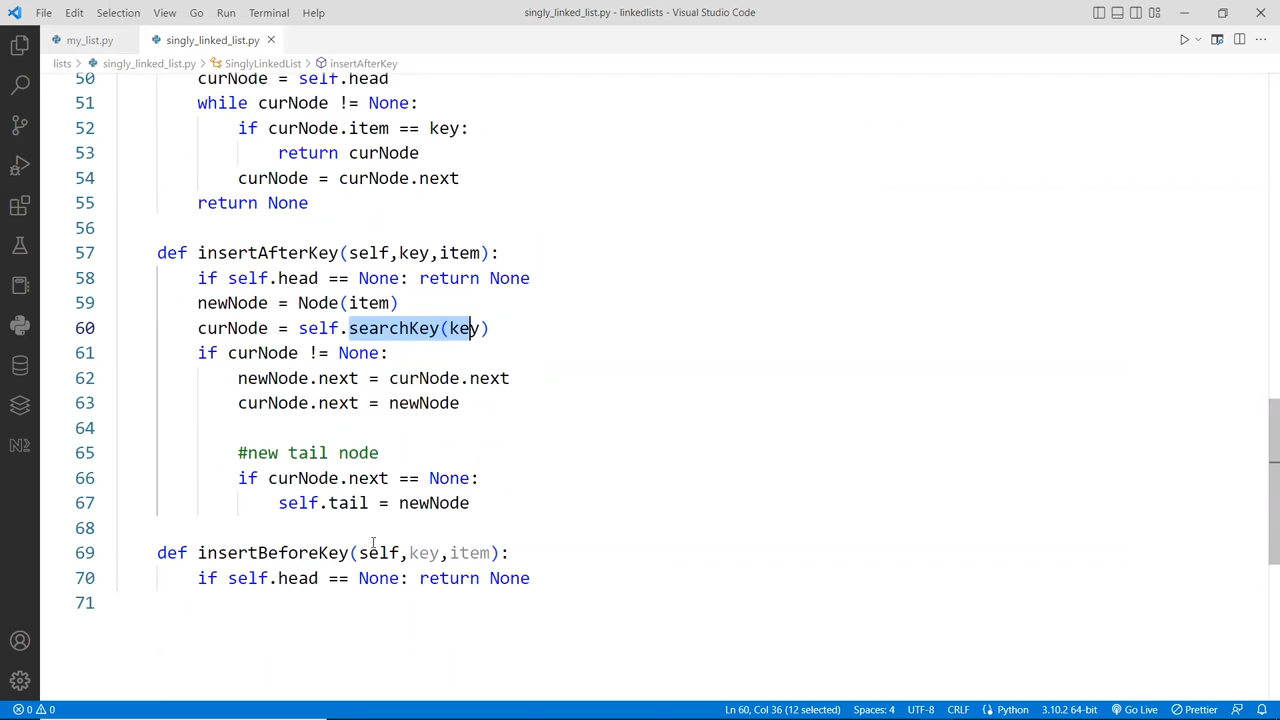 File Edit Selection View Go Run Terminal Help singly_linked_list.py - linkedlists - Visual Studio Code
my_list.py singly_linked_list.py
lists > singly_linked_list.py > SinglyLinkedList > insertAfterKey
50 curNode = self.head
51 while curNode != None:
52 if curNode.item == key:
53 return curNode
54 curNode = curNode.next
55 return None
56
57 def insertAfterKey(self,key,item):
58 if self.head == None: return None
59 newNode = Node(item)
60 curNode = self.searchKey(key)
61 if curNode != None:
62 newNode.next = curNode.next
63 curNode.next = newNode
64
65 #new tail node
66 if curNode.next == None:
67 self.tail = newNode
68
69 def insertBeforeKey(self,key,item):
70 if self.head == None: return None
71
0 0 Ln 60, Col 36 (12 selected) Spaces: 4 UTF-8 CRLF Python 3.10.2 64-bit Go Live Prettier